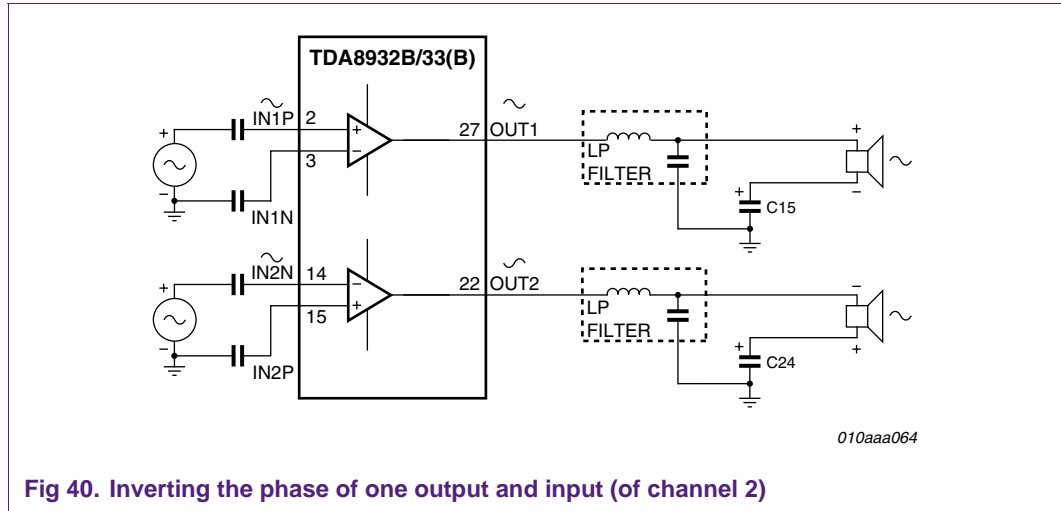 TDA8932B/33(B)
+
IN1P
2
+
27 OUT1
LP
FILTER
+
−
3
−
IN1N
+
C15
−
+
IN2N
14
−
22 OUT2
LP
FILTER
−
−
15
+
IN2P
+
C24
+
010aaa064
Fig 40. Inverting the phase of one output and input (of channel 2)